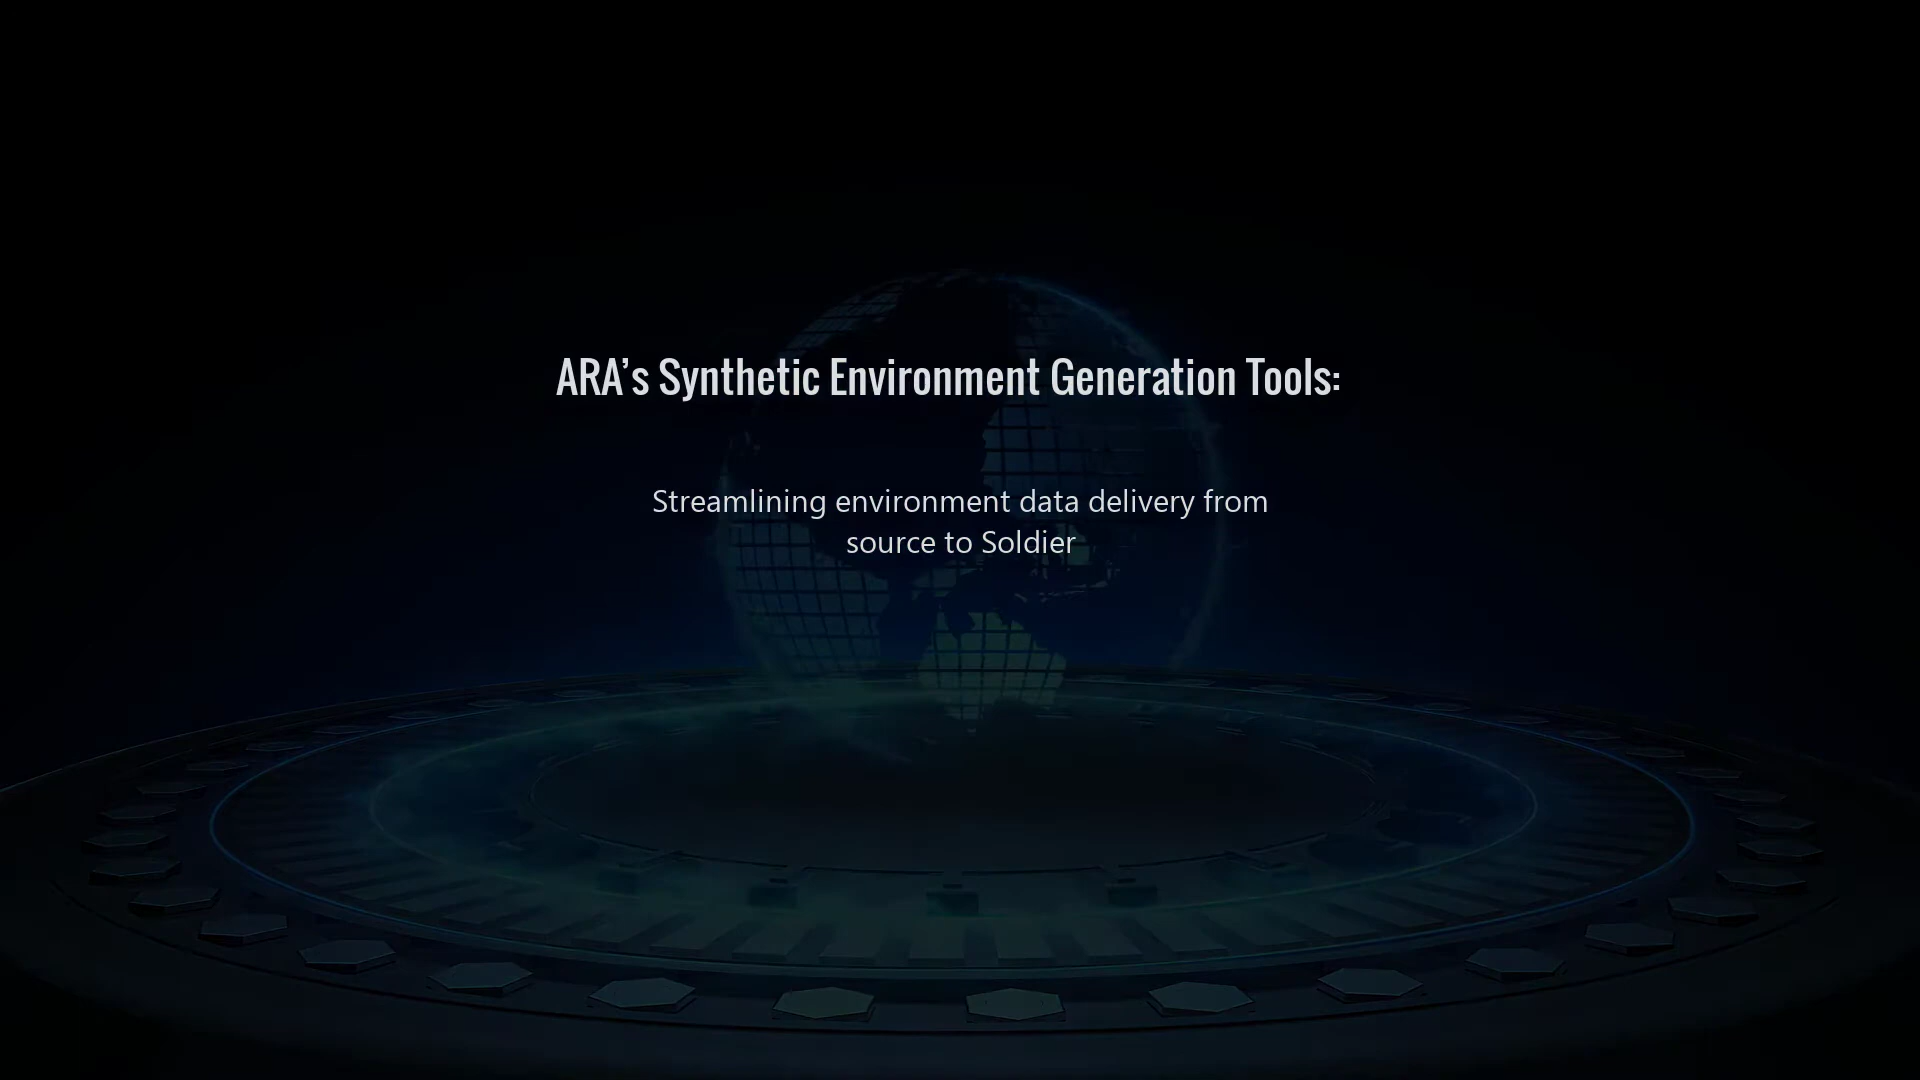 ARA’s Synthetic Environment Generation Tools:
Streamlining environment data delivery from
source to Soldier